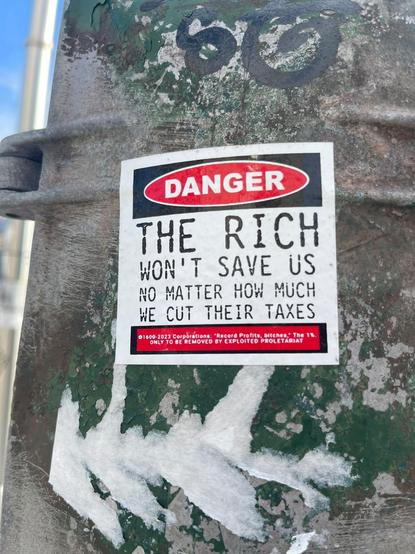 DANGER
THE RICH
WON'T SAVE US
NO MATTER HOW MUCH
WE CUT THEIR TAXES
©1600-2023 Corporations: "Record Profits, bitches," The 1%.
ONLY TO BE REMOVED BY EXPLOITED PROLETARIAT